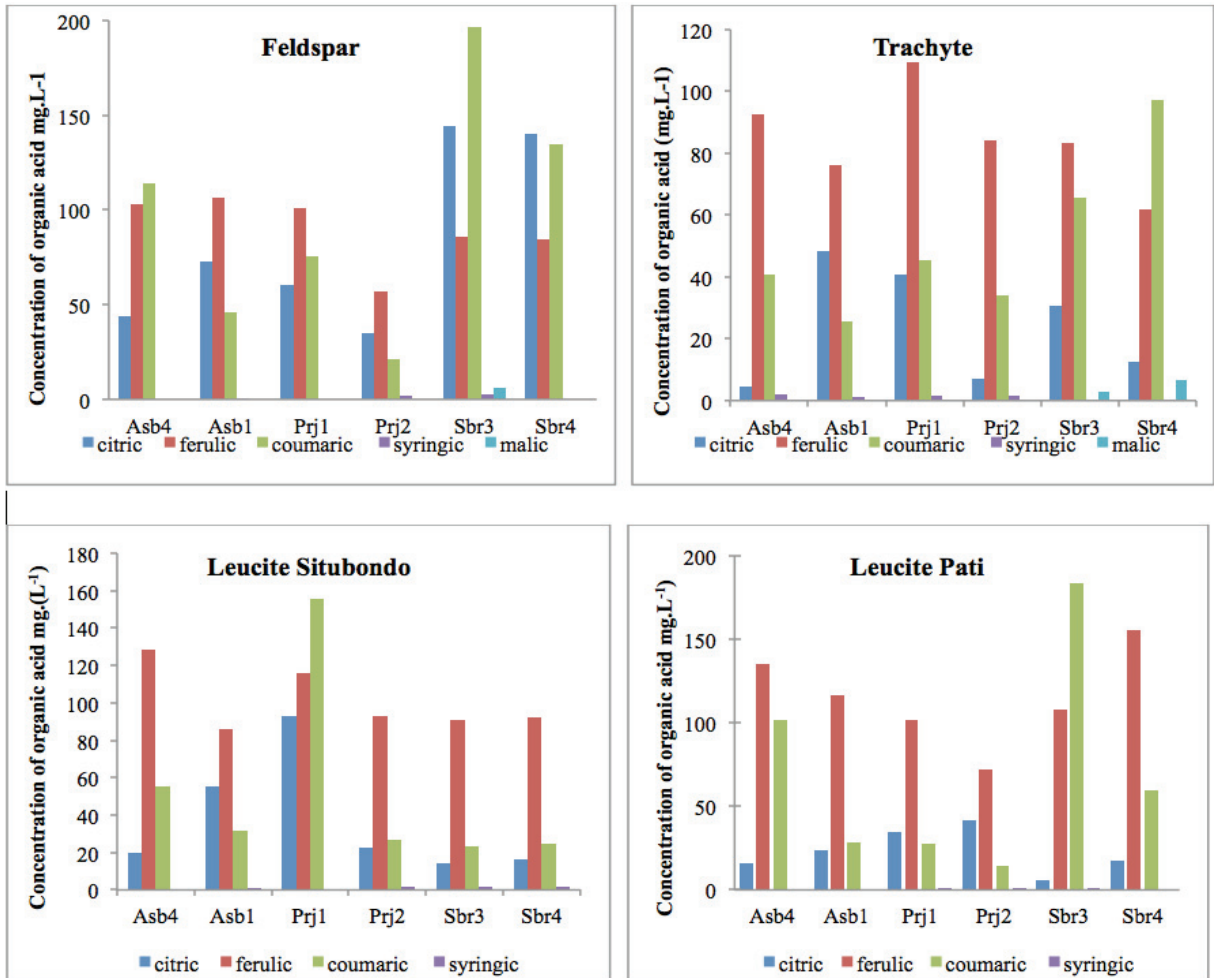 Feldspar
Concentration of organic acid mg.L-1
200
150
100
50
0
Asb4 Asb1 Prj1 Prj2 Sbr3 Sbr4
citric ferulic coumaric syringic malic
Trachyte
Concentration of organic acid (mg.L-1)
120
100
80
60
40
20
0
Asb4 Asb1 Prj1 Prj2 Sbr3 Sbr4
citric ferulic coumaric syringic malic
Leucite Situbondo
Concentration of organic acid mg.(L-1)
180
160
140
120
100
80
60
40
20
0
Asb4 Asb1 Prj1 Prj2 Sbr3 Sbr4
citric ferulic coumaric syringic
Leucite Pati
Concentration of organic acid mg.L-1)
200
150
100
50
0
Asb4 Asb1 Prj1 Prj2 Sbr3 Sbr4
citric ferulic coumaric syringic